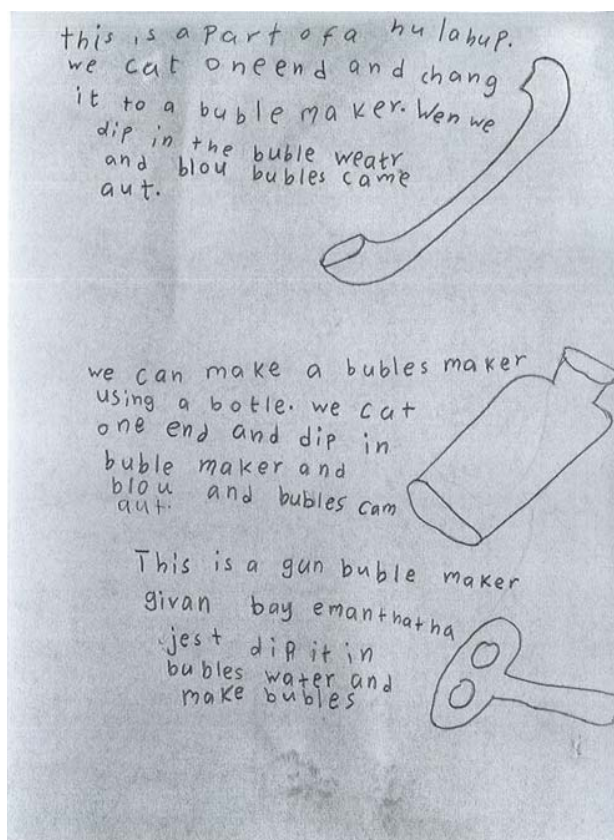 this is a part of a hulahup.
we cat one end and chang
it to a buble maker. Wen we
dip in the buble weatr
and blou bubles came
aut.
we can make a bubles maker
using a botle. we cat
one end and dip in
buble maker and
blou and bubles cam
aut.
This is a gun buble maker
givan bay emanthatha
jest dip it in
bubles water and
make bubles